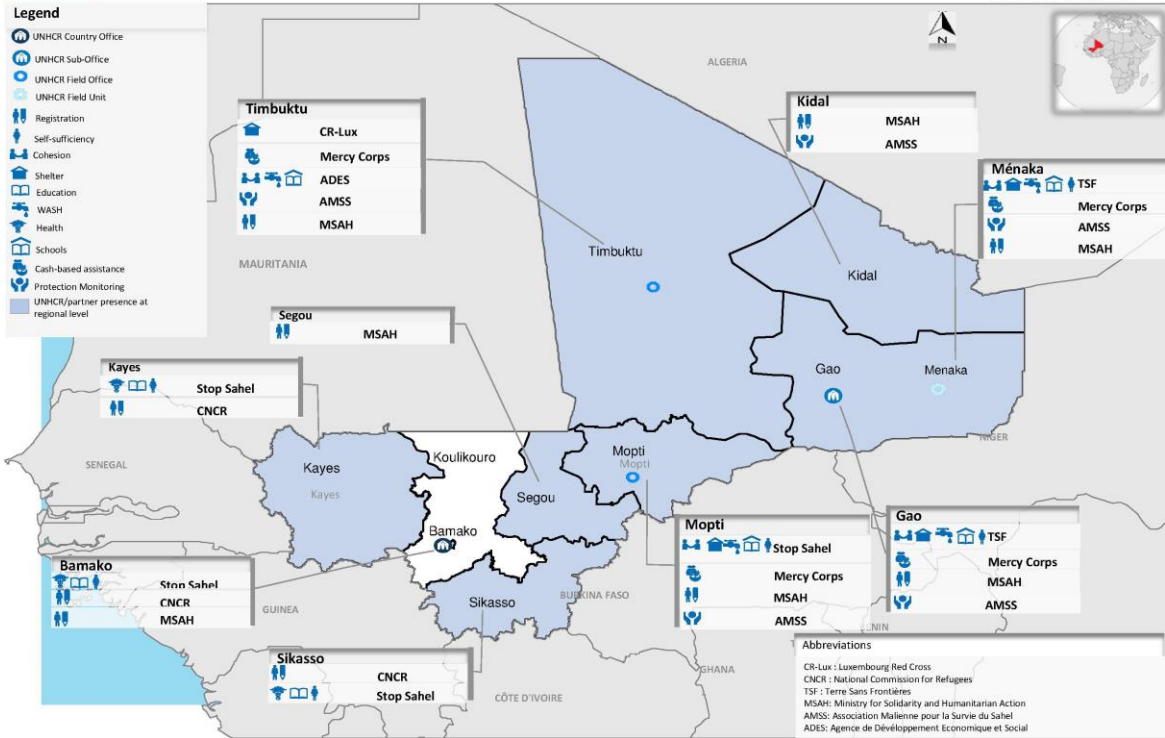 Legend
UNHCR Country Office
UNHCR Sub-Office
UNHCR Field Office
UNHCR Field Unit
Registration
Self-sufficiency
Cohesion
Shelter
Education
WASH
Health
Schools
Cash-based assistance
Protection Monitoring
UNHCR/partner presence at
regional level
N
ALGERIA
Timbuktu
CR-Lux
Mercy Corps
ADES
AMSS
MSAH
Kidal
MSAH
AMSS
Ménaka
TSF
Mercy Corps
AMSS
MSAH
MAURITANIA
Timbuktu
Kidal
Segou
MSAH
Kayes
Stop Sahel
CNCR
Gao
Menaka
NIGER
SENEGAL
Kayes
Kayes
Koulikouro
Segou
Mopti
Mopti
Bamako
Bamako
Stop Sahel
CNCR
MSAH
GUINEA
Sikasso
BURKINA FASO
Mopti
Stop Sahel
Mercy Corps
MSAH
AMSS
Gao
TSF
Mercy Corps
MSAH
AMSS
Sikasso
CNCR
Stop Sahel
CÔTE D'IVOIRE
GHANA
Abbreviations
CR-Lux : Luxembourg Red Cross
CNCR : National Commission for Refugees
TSF : Terre Sans Frontières
MSAH: Ministry for Solidarity and Humanitarian Action
AMSS: Association Malienne pour la Survie du Sahel
ADES: Agence de Dévéloppement Economique et Social